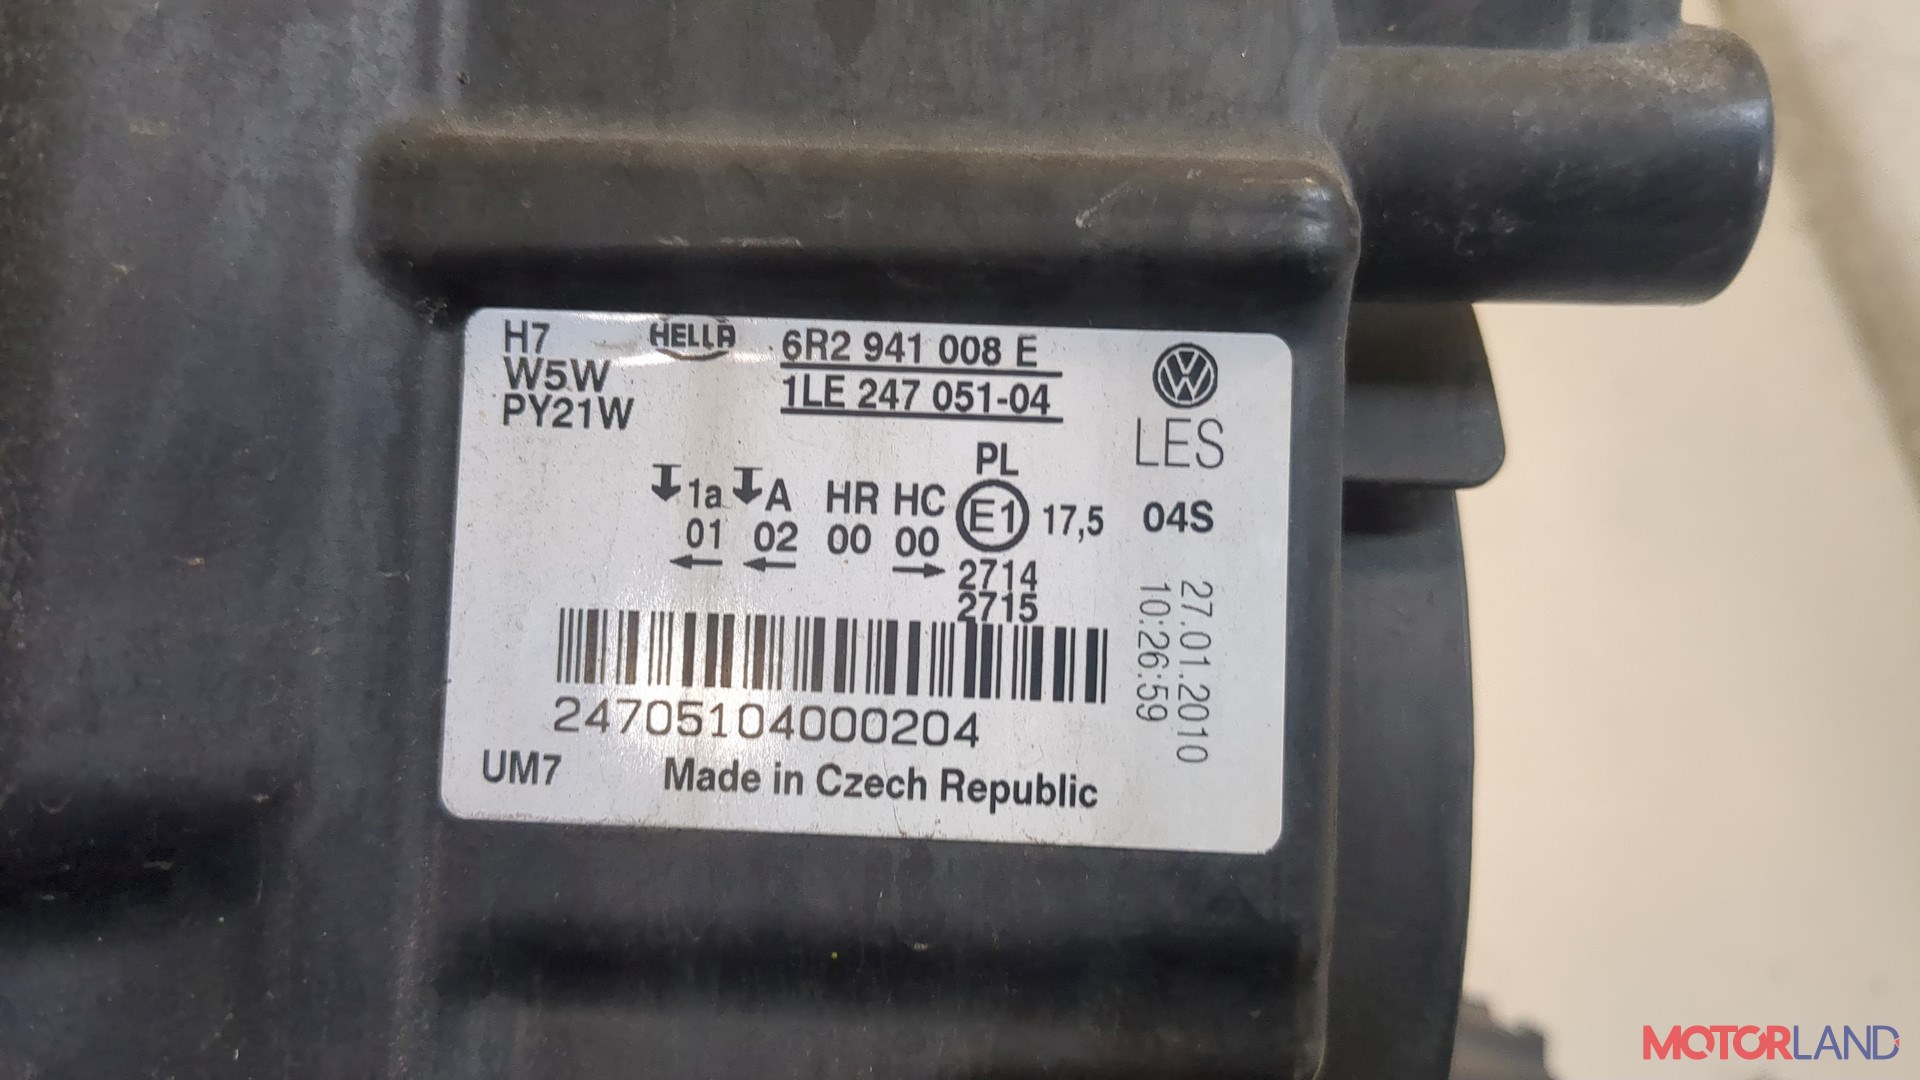 H7
W5W
PY21W
HELLA
6R2 941 008 E
1LE 247 051-04
LES
PL
1a A HR HC E1 17,5 04S
01 02 00 00
2714
2715
27.01.2010
10:26:59
24705104000204
UM7 Made in Czech Republic
MOTORLAND